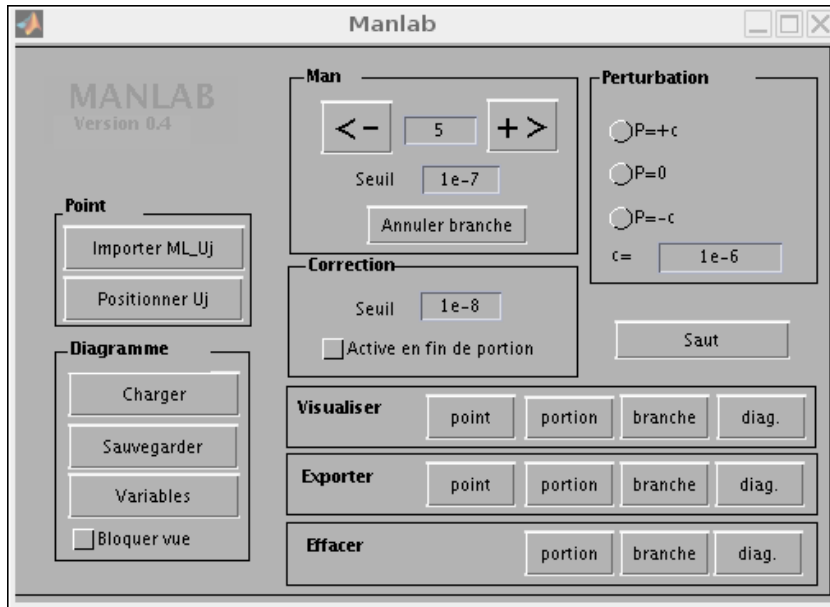 Manlab
MANLAB
Version 0.4
Point
Importer ML_Uj
Positionner Uj
Diagramme
Charger
Sauvegarder
Variables
Bloquer vue
Man
<- 5 +>
Seuil 1e-7
Annuler branche
Correction
Seuil 1e-8
Active en fin de portion
Perturbation
P=+c
P=0
P=-c
c= 1e-6
Saut
Visualiser point portion branche diag.
Exporter point portion branche diag.
Effacer portion branche diag.